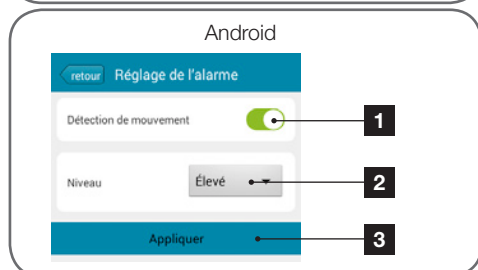 Android
retour Réglage de l'alarme
Détection de mouvement
1
Niveau Élevé
2
Appliquer
3